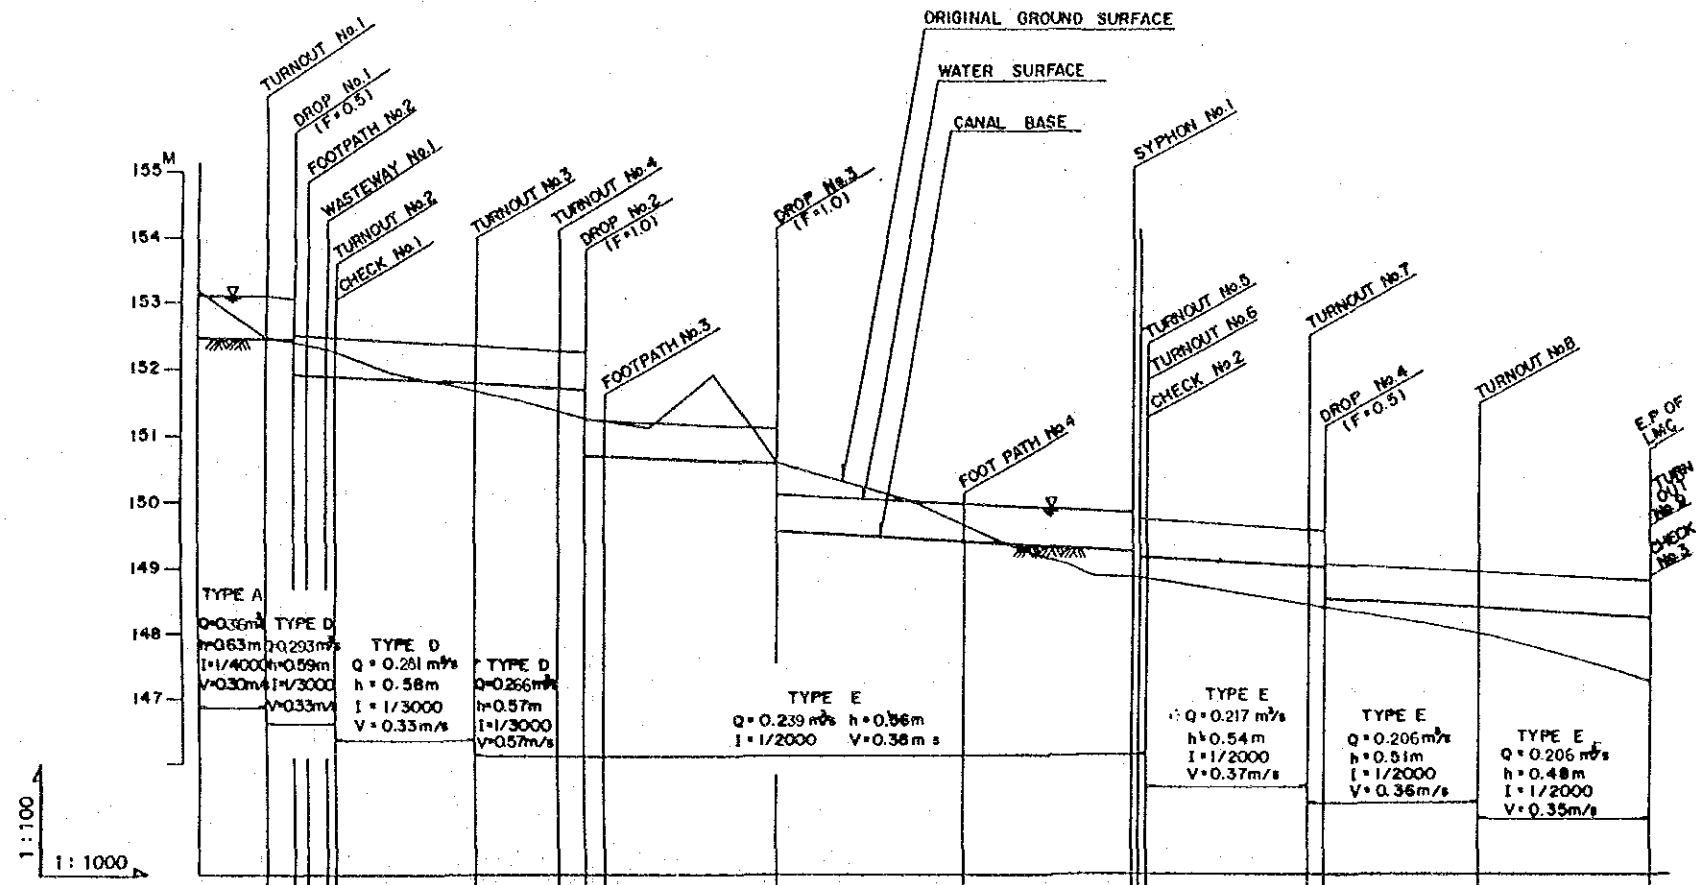 ORIGINAL GROUND SURFACE
WATER SURFACE
CANAL BASE
TURNOUT No.1
DROP No.1
(F=0.5)
FOOTPATH No.2
WASTEWAY No.1
TURNOUT No.2
CHECK No.1
TURNOUT No.3
TURNOUT No.4
DROP No.2
(F=1.0)
FOOTPATH No.3
DROP No.3
(F=1.0)
FOOT PATH No.4
SYPHON No.1
TURNOUT No.5
TURNOUT No.6
CHECK No.2
TURNOUT No.7
DROP No.4
(F=0.5)
TURNOUT No.8
E.P. OF
LMC
TURN
OUT
No.9
CHECK
No.3
155 M
154
153
152
151
150
149
148
147
TYPE A
Q=0.36m³/s
h=0.63m
I=1/4000
V=0.30m/s
TYPE D
Q=0.293m³/s
h=0.59m
I=1/3000
V=0.33m/s
TYPE D
Q = 0.281 m³/s
h = 0.58m
I = 1/3000
V = 0.33m/s
TYPE D
Q=0.266m³/s
h=0.57m
I=1/3000
V=0.57m/s
TYPE E
Q = 0.239 m³/s h = 0.56m
I = 1/2000 V = 0.38m s
TYPE E
Q = 0.217 m³/s
h = 0.54m
I = 1/2000
V = 0.37m/s
TYPE E
Q = 0.206 m³/s
h = 0.51m
I = 1/2000
V = 0.36m/s
TYPE E
Q = 0.206 m³/s
h = 0.48m
I = 1/2000
V = 0.35m/s
1:100
1: 1000